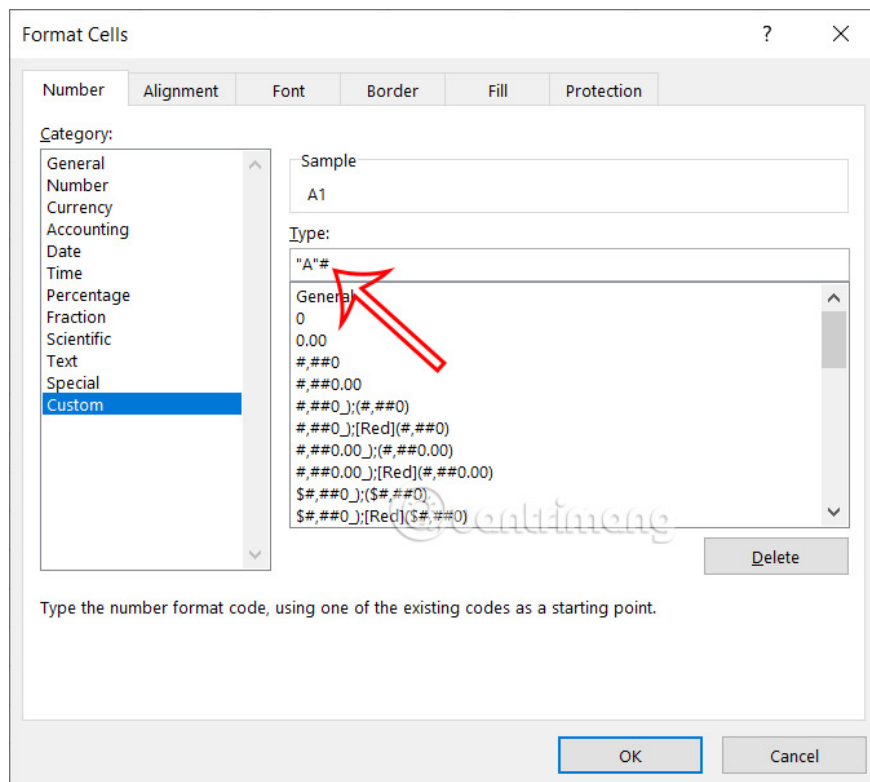 Format Cells ?
Number Alignment Font Border Fill Protection
Category:
General
Number
Currency
Accounting
Date
Time
Percentage
Fraction
Scientific
Text
Special
Custom
Sample
A1
Type:
"A"#
General
0
0.00
#,##0
#,##0.00
#,##0_);(#,##0)
#,##0_);[Red](#,##0)
#,##0.00_);(#,##0.00)
#,##0.00_);[Red](#,##0.00)
$#,##0_);($#,##0)
$#,##0_);[Red]($#,##0)
quantrimang
Delete
Type the number format code, using one of the existing codes as a starting point.
OK Cancel